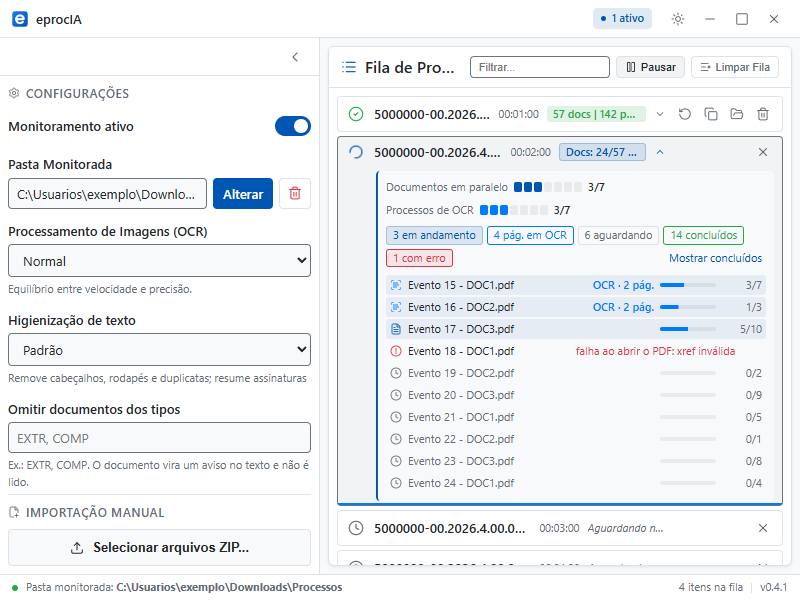 eprocIA
1 ativo
CONFIGURAÇÕES
Monitoramento ativo
Pasta Monitorada
C:\Usuarios\exemplo\Downlo...
Alterar
Processamento de Imagens (OCR)
Normal
Equilíbrio entre velocidade e precisão.
Higienização de texto
Padrão
Remove cabeçalhos, rodapés e duplicatas; resume assinaturas
Omitir documentos dos tipos
EXTR, COMP
Ex.: EXTR, COMP. O documento vira um aviso no texto e não é
lido.
IMPORTAÇÃO MANUAL
Selecionar arquivos ZIP...
Fila de Pro...
Filtrar...
Pausar
Limpar Fila
5000000-00.2026.... 00:01:00 57 docs | 142 p...
5000000-00.2026.4.... 00:02:00 Docs: 24/57 ...
Documentos em paralelo 3/7
Processos de OCR 3/7
3 em andamento 4 pág. em OCR 6 aguardando 14 concluídos
1 com erro Mostrar concluídos
Evento 15 - DOC1.pdf OCR · 2 pág. 3/7
Evento 16 - DOC2.pdf OCR · 2 pág. 1/3
Evento 17 - DOC3.pdf 5/10
Evento 18 - DOC1.pdf falha ao abrir o PDF: xref inválida
Evento 19 - DOC2.pdf 0/2
Evento 20 - DOC3.pdf 0/9
Evento 21 - DOC1.pdf 0/5
Evento 22 - DOC2.pdf 0/1
Evento 23 - DOC3.pdf 0/8
Evento 24 - DOC1.pdf 0/4
5000000-00.2026.4.00.0... 00:03:00 Aguardando n...
Pasta monitorada: C:\Usuarios\exemplo\Downloads\Processos
4 itens na fila
v0.4.1